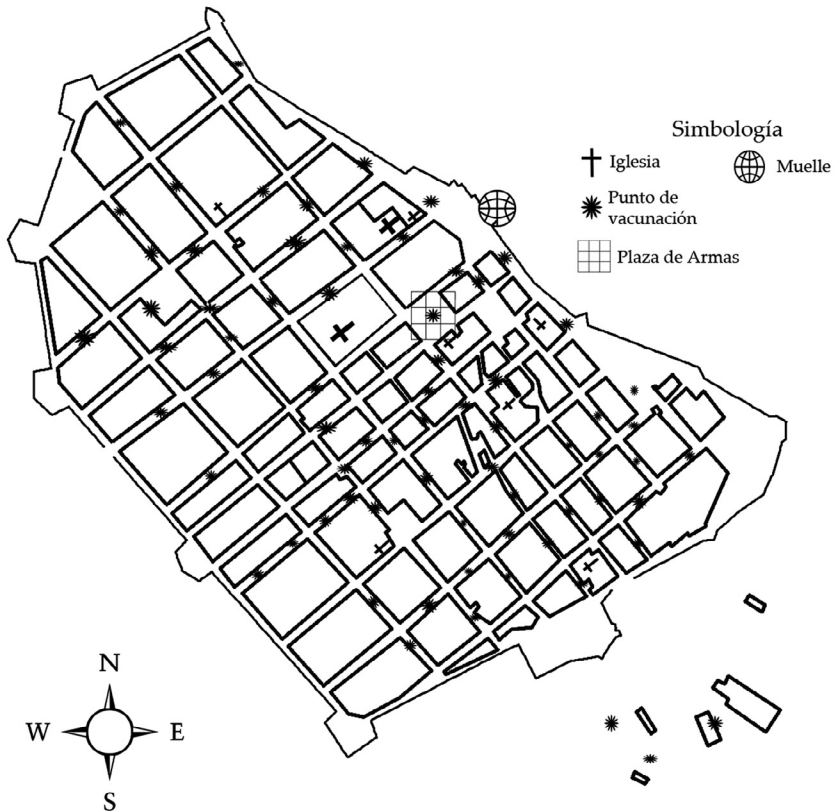 Simbología
Iglesia
Muelle
Punto de
vacunación
Plaza de Armas
N
W
E
S